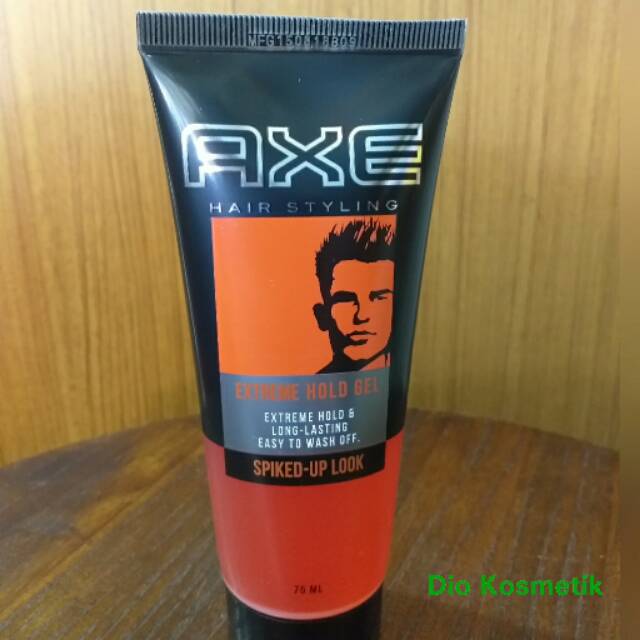 AXE
HAIR STYLING
EXTREME HOLD GEL
EXTREME HOLD &
LONG-LASTING
EASY TO WASH OFF.
SPIKED-UP LOOK
75 ML
Dio Kosmetik